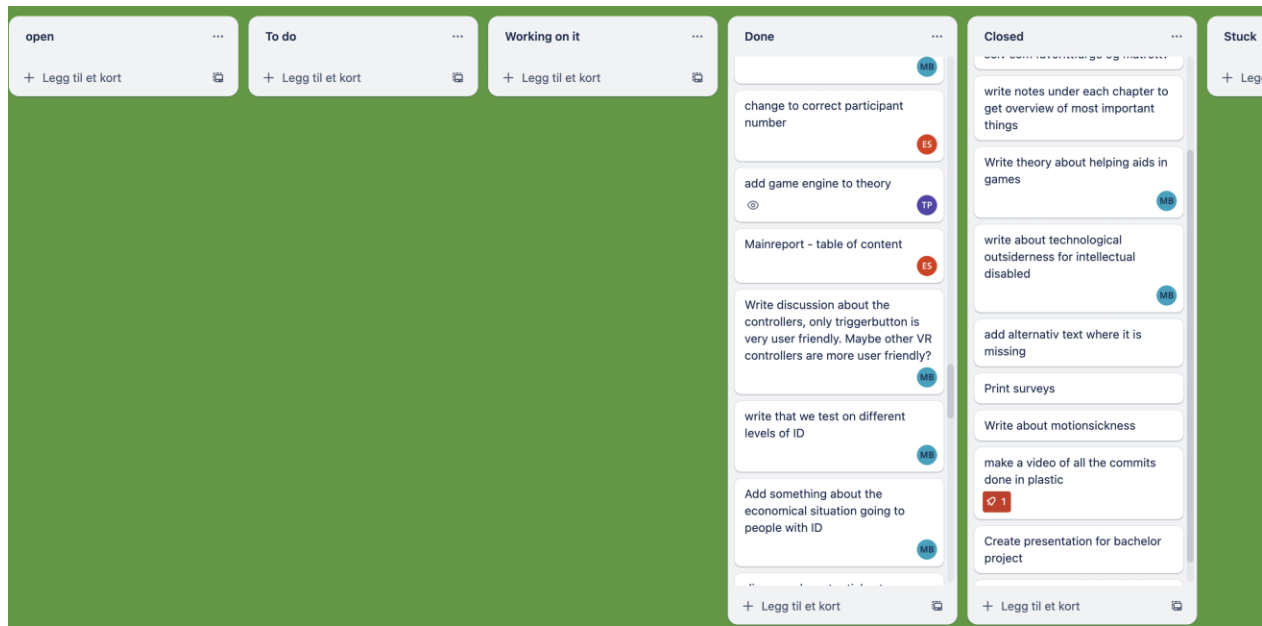 open
Legg til et kort
To do
Legg til et kort
Working on it
Legg til et kort
Done
MB
change to correct participant
number
ES
add game engine to theory
TP
Mainreport - table of content
ES
Write discussion about the
controllers, only triggerbutton is
very user friendly. Maybe other VR
controllers are more user friendly?
MB
write that we test on different
levels of ID
MB
Add something about the
economical situation going to
people with ID
MB
Legg til et kort
Closed
write notes under each chapter to
get overview of most important
things
Write theory about helping aids in
games
MB
write about technological
outsiderness for intellectual
disabled
MB
add alternativ text where it is
missing
Print surveys
Write about motionsickness
make a video of all the commits
done in plastic
1
Create presentation for bachelor
project
Legg til et kort
Stuck